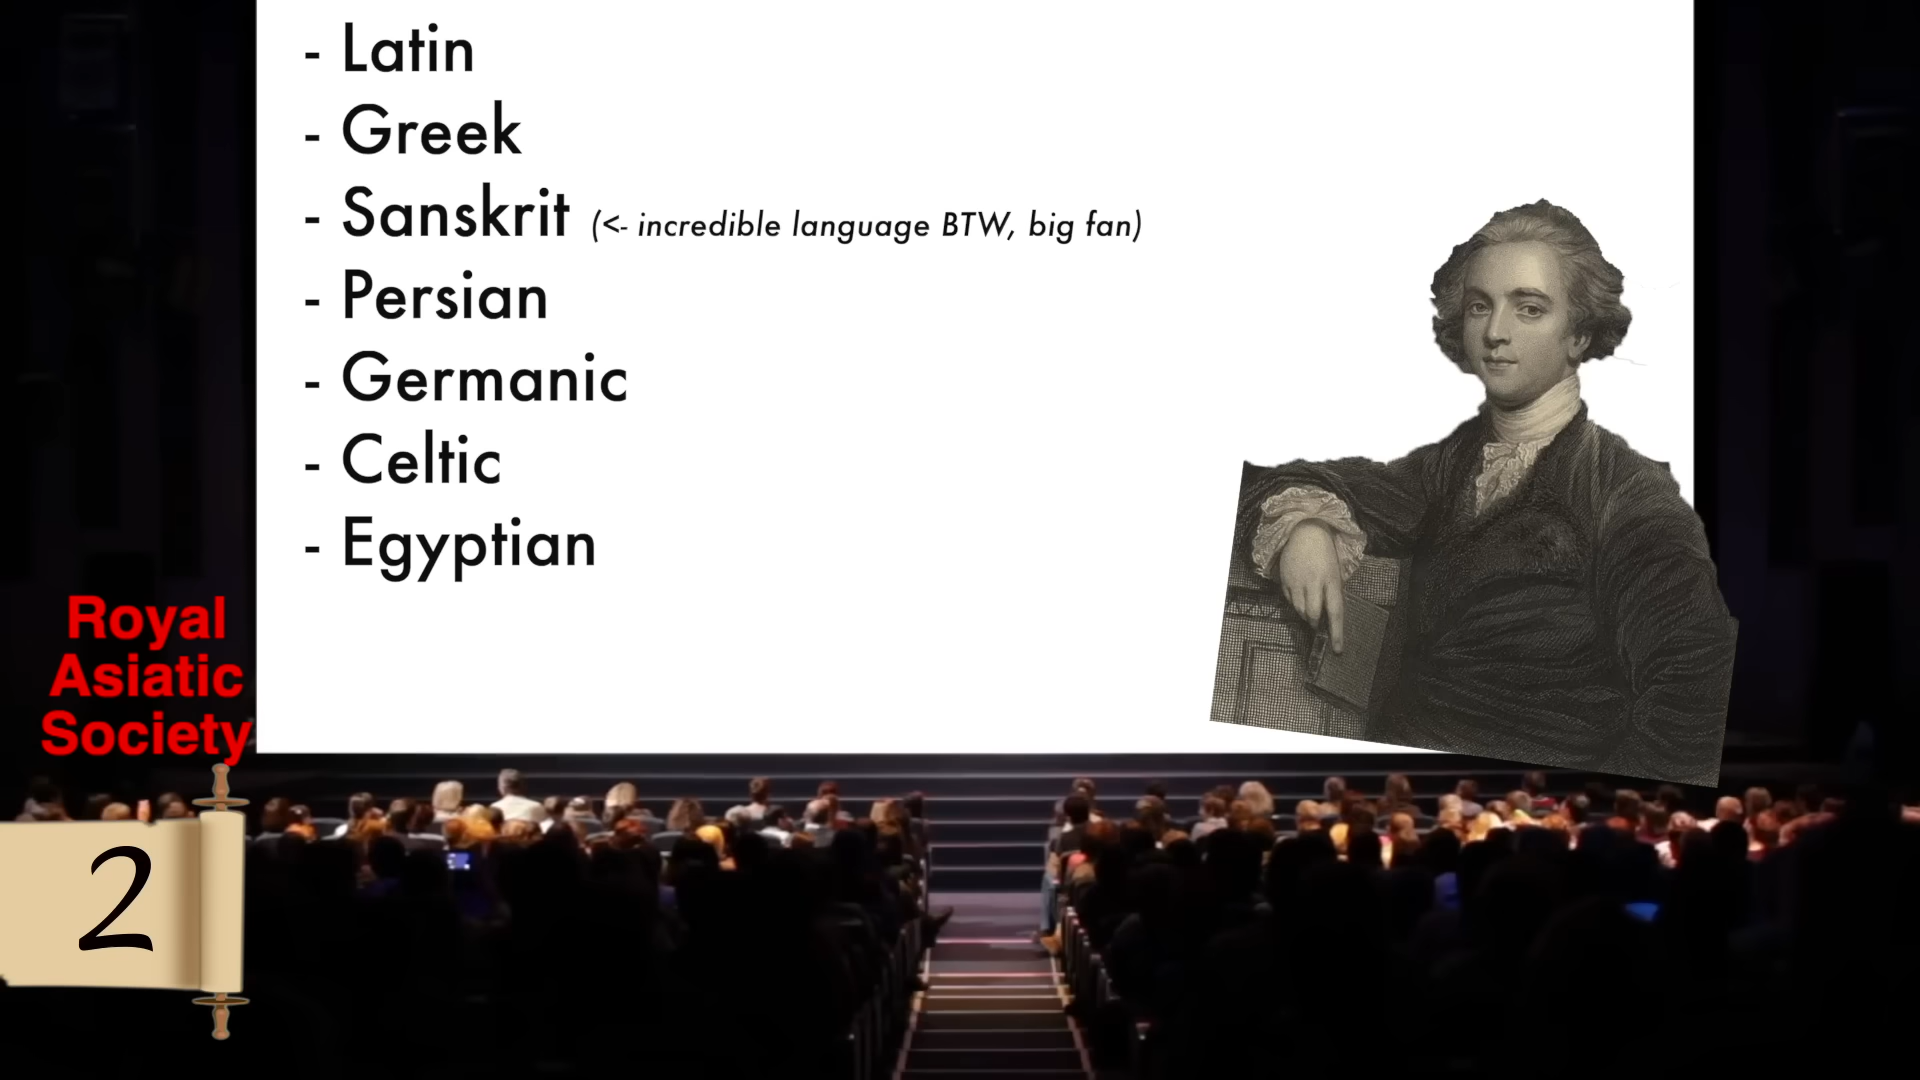 - Latin
- Greek
- Sanskrit (<- incredible language BTW, big fan)
- Persian
- Germanic
- Celtic
- Egyptian
Royal
Asiatic
Society
2